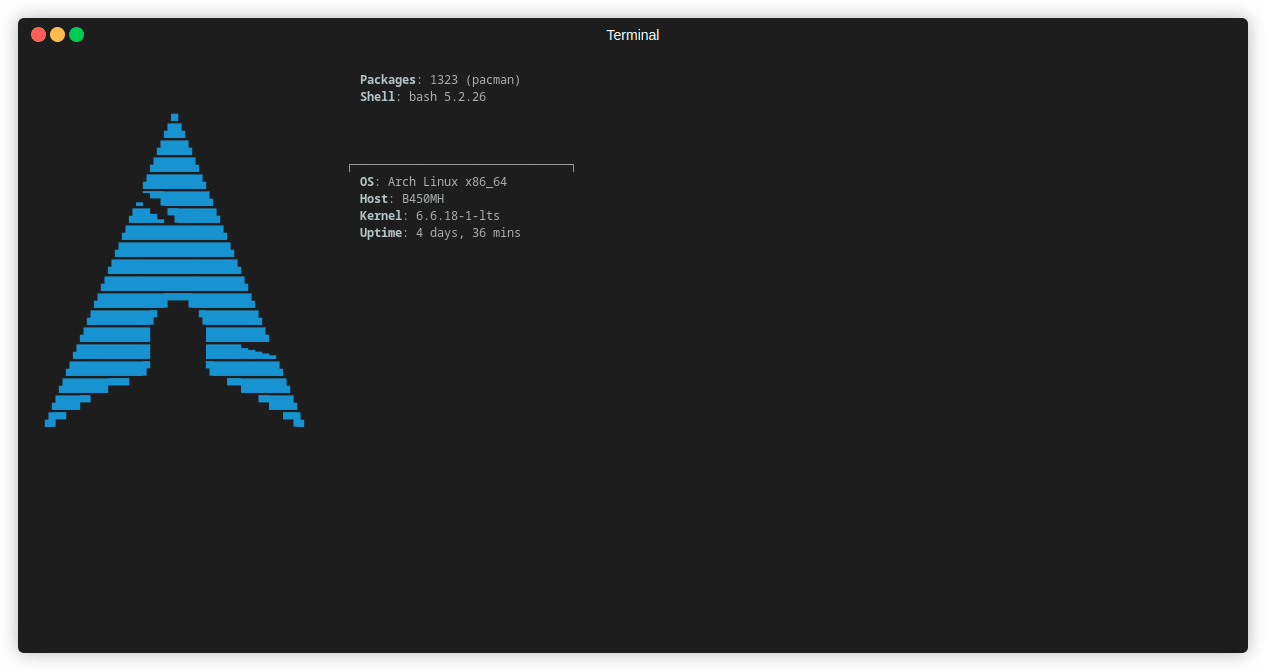 Terminal
Packages: 1323 (pacman)
Shell: bash 5.2.26
OS: Arch Linux x86_64
Host: B450MH
Kernel: 6.6.18-1-lts
Uptime: 4 days, 36 mins